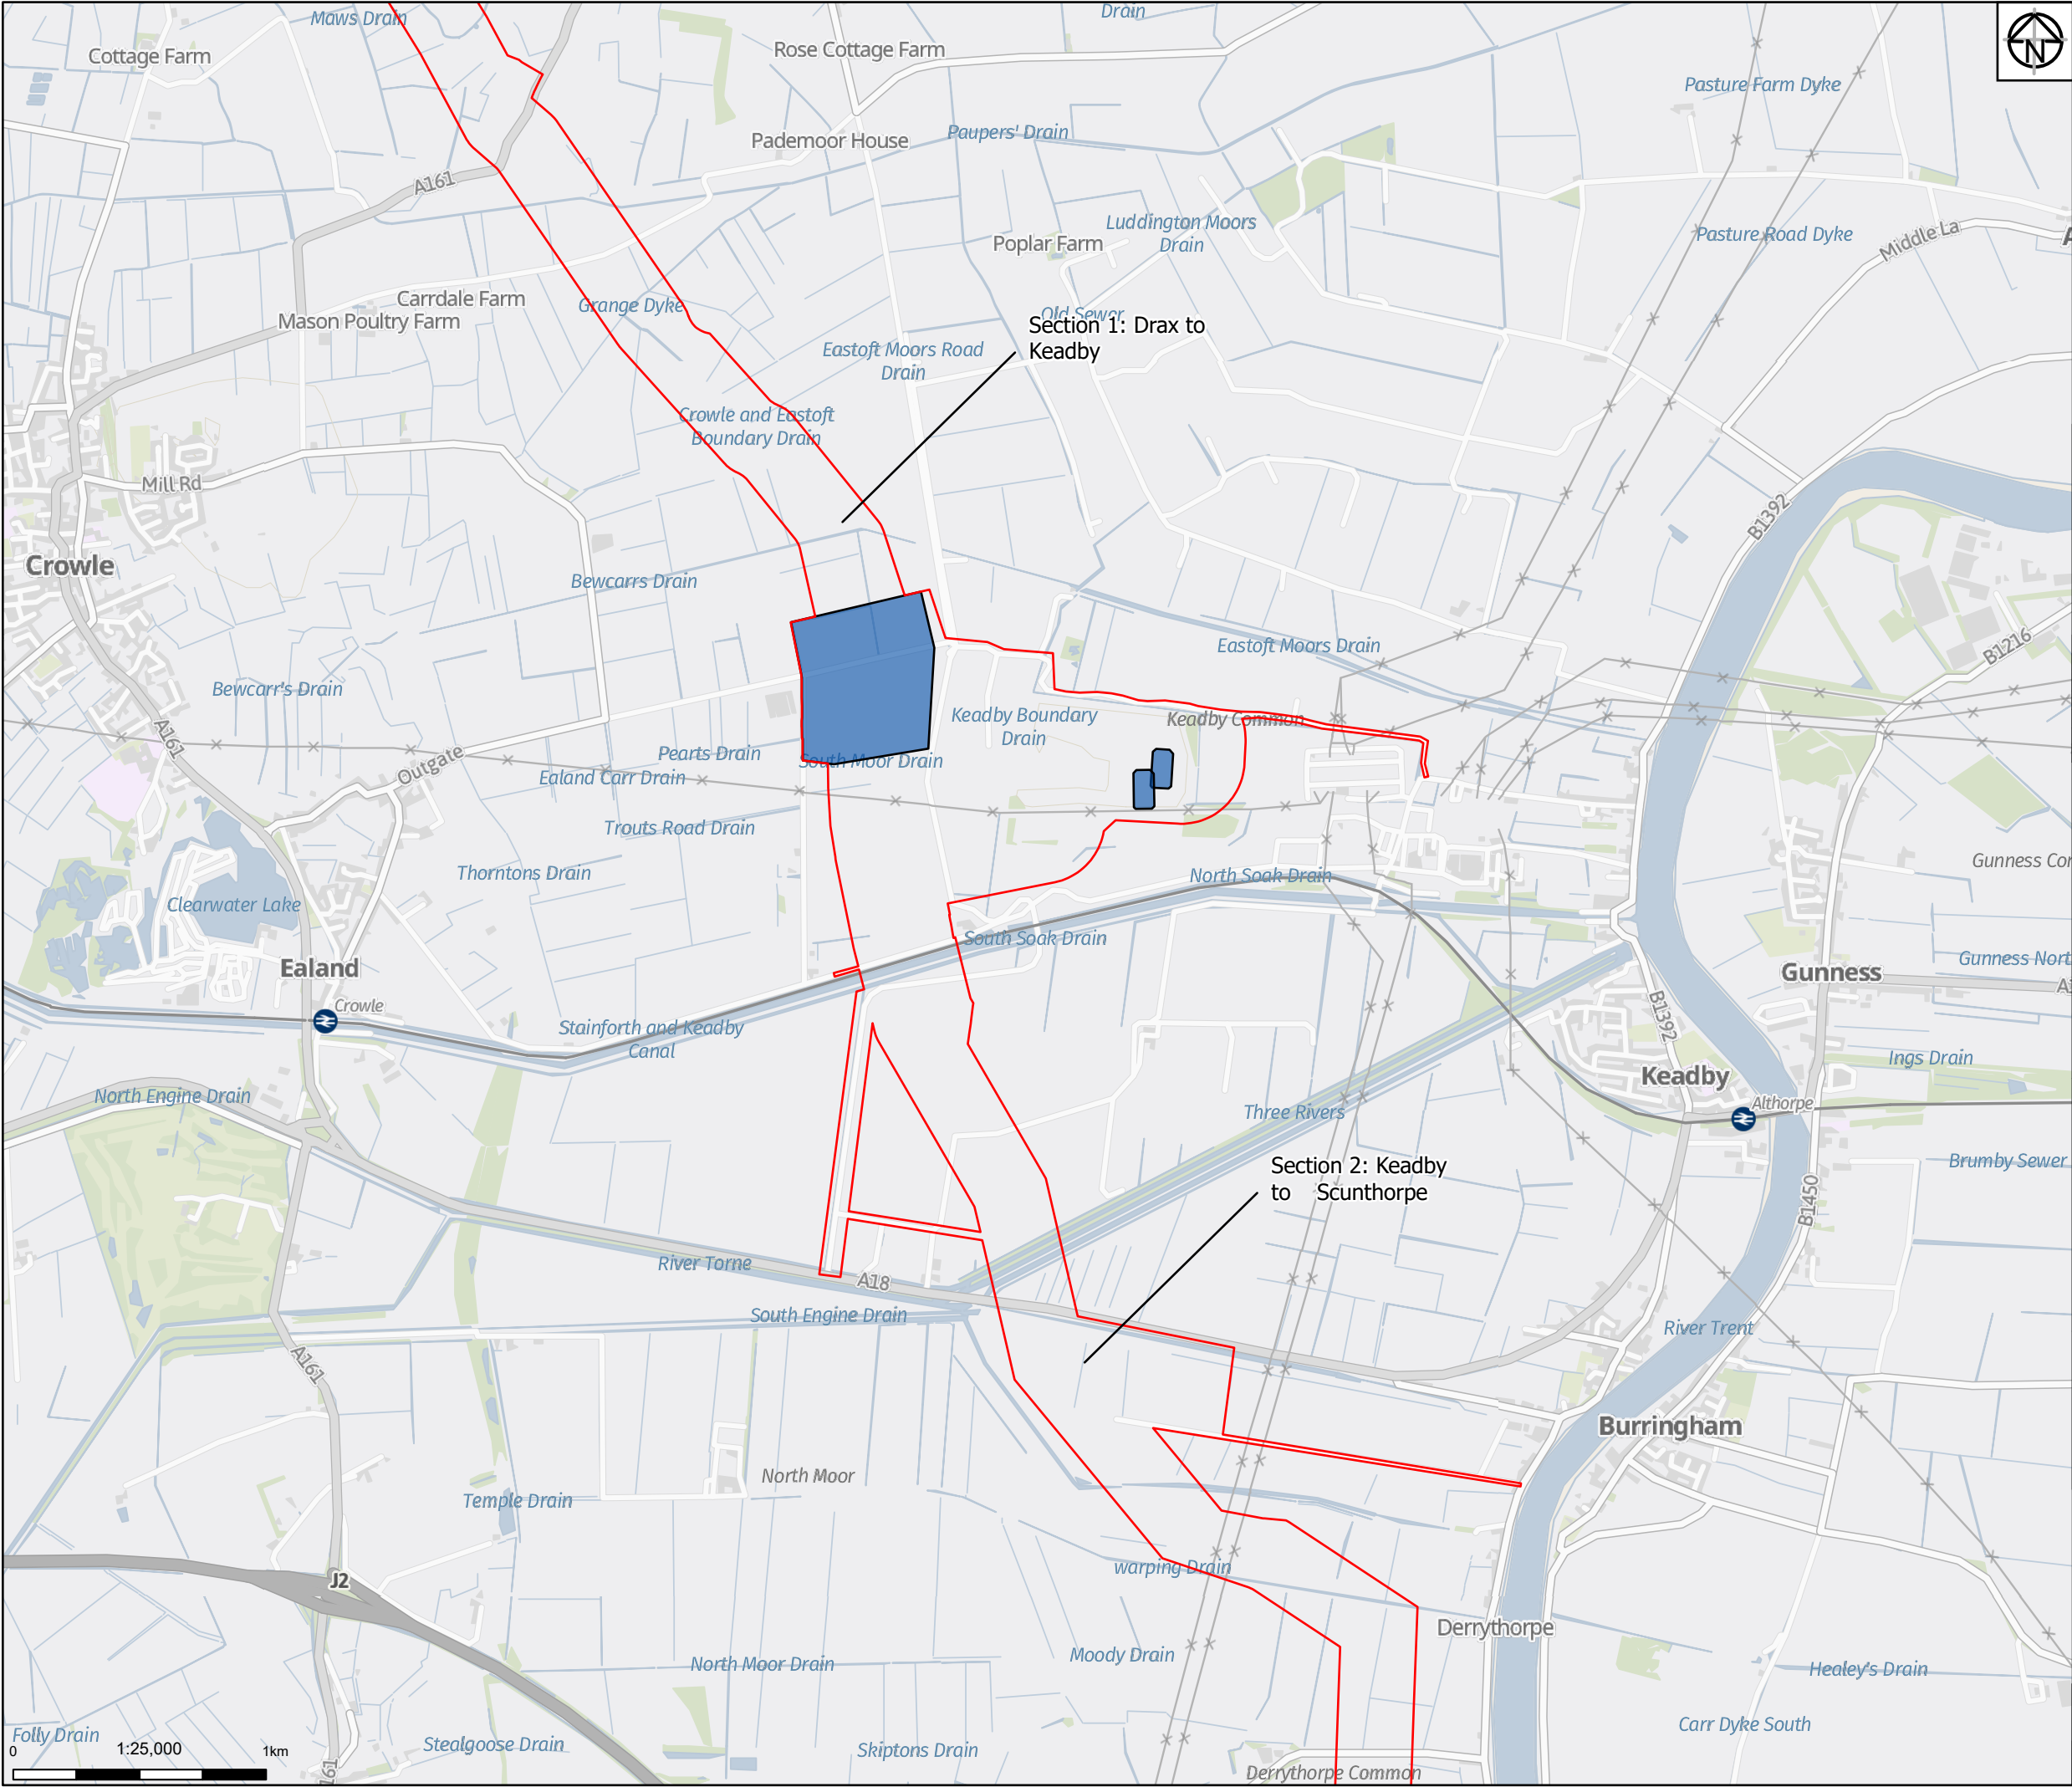 Maws Drain
Drain
Cottage Farm
Rose Cottage Farm
N
Pasture Farm Dyke
Pademoor House
Paupers' Drain
A161
Luddington Moors
Drain
Pasture Road Dyke
Middle La
Poplar Farm
Carrdale Farm
Mason Poultry Farm
Grange Dyke
Old Sewer
Section 1: Drax to
Keadby
Eastoft Moors Road
Drain
Crowle and Eastoft
Boundary Drain
Mill Rd
B1392
Crowle
Bewcarrs Drain
Eastoft Moors Drain
B1216
Bewcarr's Drain
A161
Keadby Boundary
Drain
Keadby Common
Pearts Drain
South Moor Drain
Outgate
Ealand Carr Drain
Trouts Road Drain
Thorntons Drain
North Soak Drain
Gunness Cor
Clearwater Lake
South Soak Drain
Ealand
Gunness
Gunness Nort
Crowle
B1392
Stainforth and Keadby
Canal
Ings Drain
Keadby
North Engine Drain
Althorpe
Three Rivers
Section 2: Keadby
to Scunthorpe
Brumby Sewer
B1450
River Torne
A18
South Engine Drain
River Trent
A161
Burringham
North Moor
Temple Drain
warping Drain
J2
Derrythorpe
Moody Drain
North Moor Drain
Healey's Drain
Folly Drain
Carr Dyke South
Stealgoose Drain
Skiptons Drain
0 1:25,000 1km
161
Derrythorpe Common